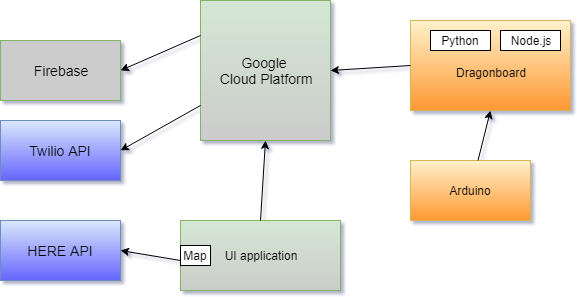 Python
Node.js
Dragonboard
Google
Cloud Platform
Firebase
Twilio API
Arduino
HERE API
Map
UI application